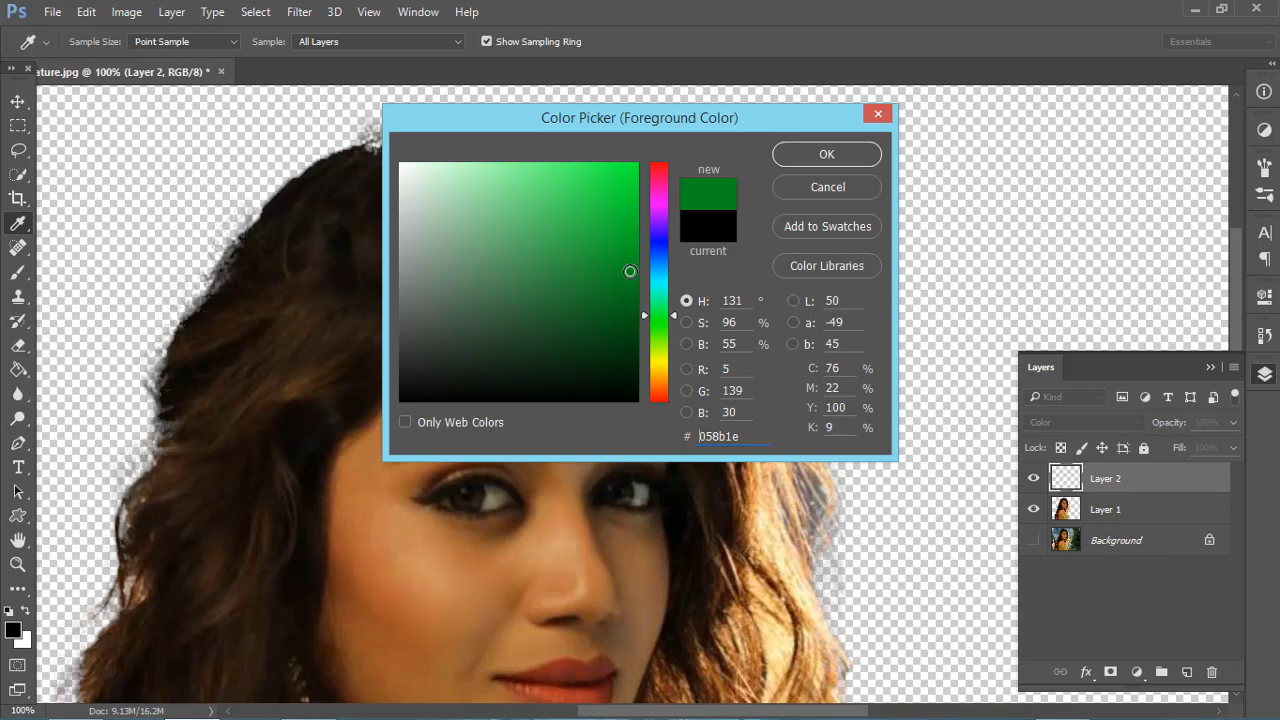 Ps File Edit Image Layer Type Select Filter 3D View Window Help
Sample Size: Point Sample Sample: All Layers Show Sampling Ring Essentials
ature.jpg @ 100% (Layer 2, RGB/8) * ×
Color Picker (Foreground Color)
new
current
OK
Cancel
Add to Swatches
Color Libraries
H: 131 °
S: 96 %
B: 55 %
R: 5
G: 139
B: 30
# 058b1e
L: 50
a: -49
b: 45
C: 76 %
M: 22 %
Y: 100 %
K: 9 %
Only Web Colors
Layers
Kind
Color Opacity: 100%
Lock: Fill: 100%
Layer 2
Layer 1
Background
fx
100% Doc: 9.13M/16.2M